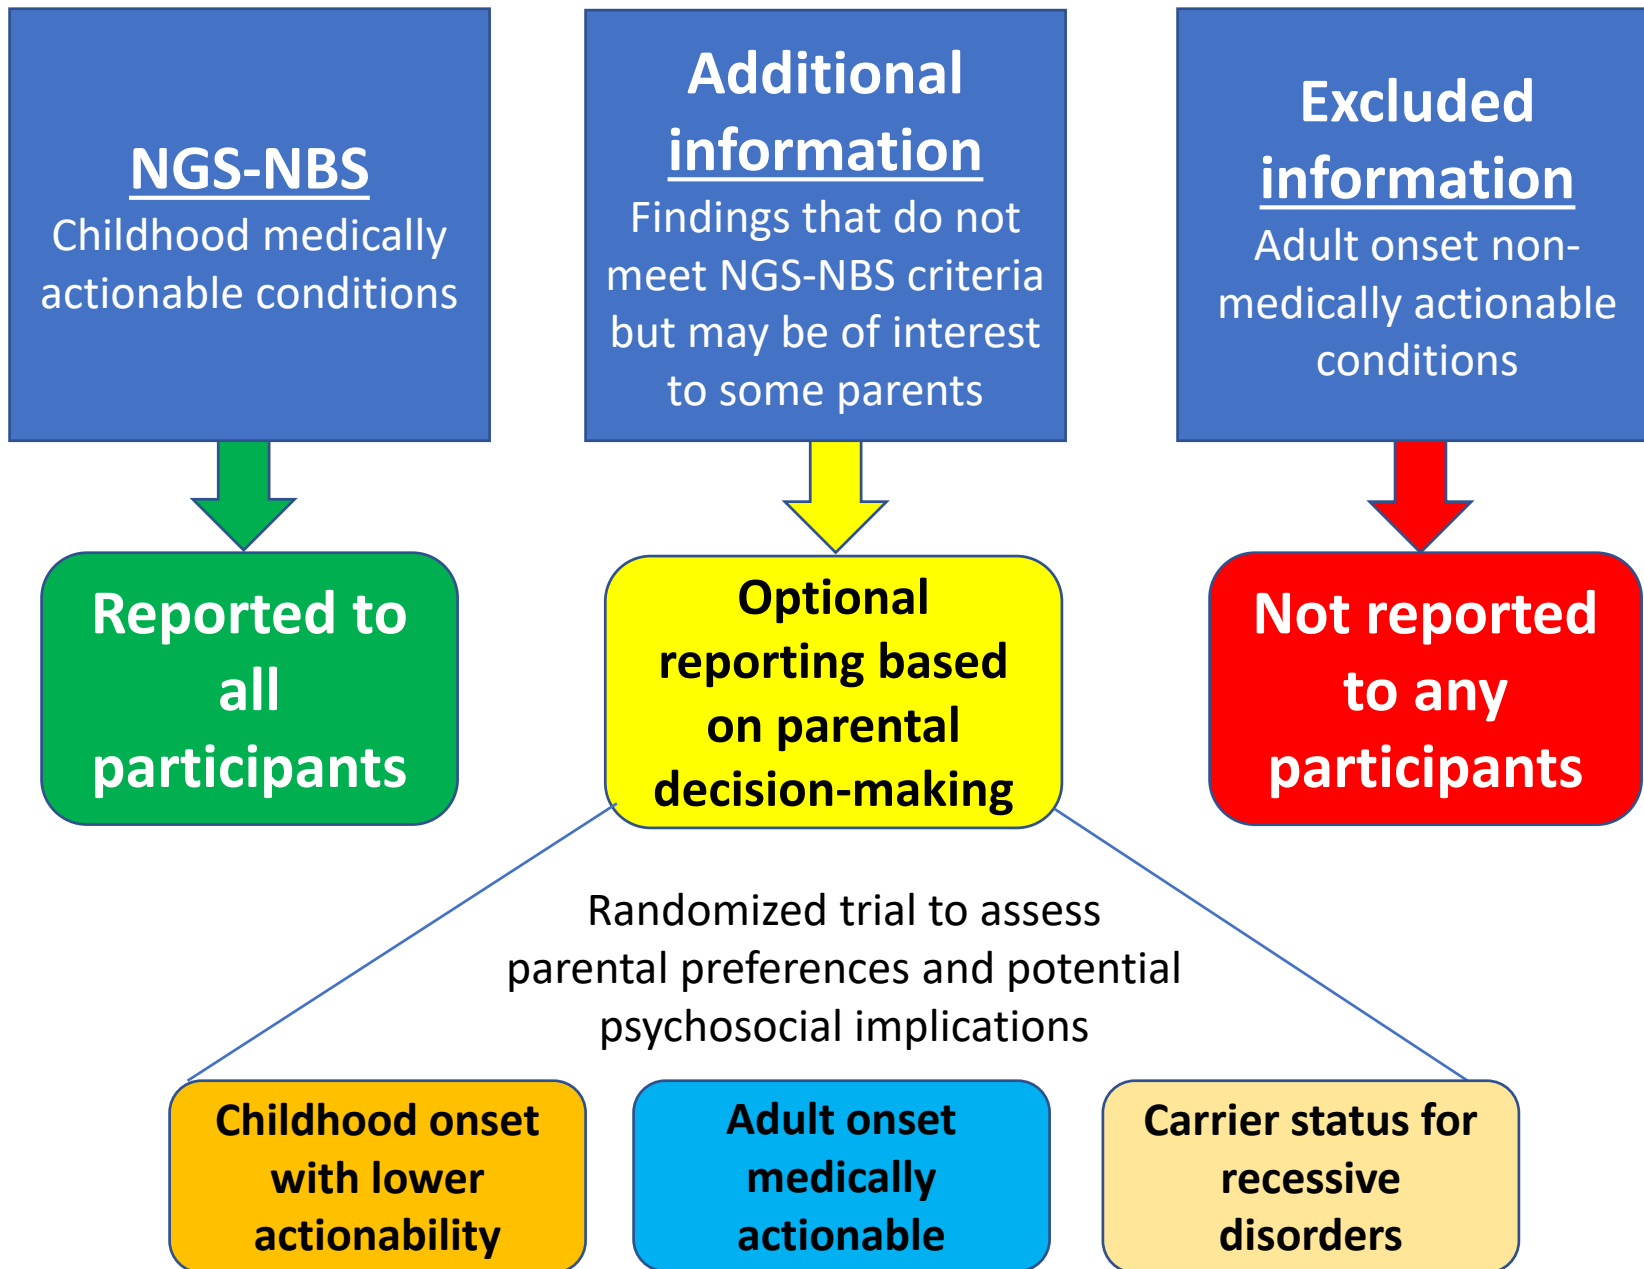 NGS-NBS
Childhood medically
actionable conditions
Additional
information
Findings that do not
meet NGS-NBS criteria
but may be of interest
to some parents
Excluded
information
Adult onset non-
medically actionable
conditions
Reported to
all
participants
Optional
reporting based
on parental
decision-making
Not reported
to any
participants
Randomized trial to assess
parental preferences and potential
psychosocial implications
Childhood onset
with lower
actionability
Adult onset
medically
actionable
Carrier status for
recessive
disorders